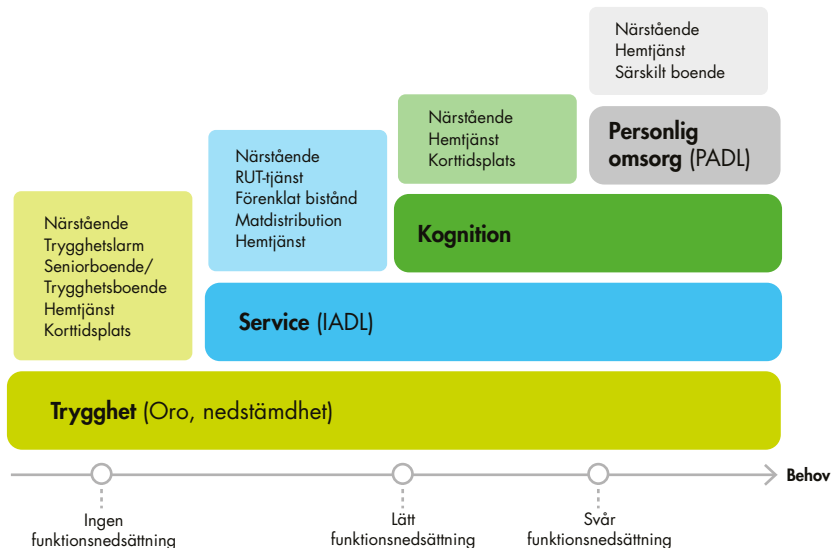 Närstående
Hemtjänst
Särskilt boende
Personlig
omsorg (PADL)
Närstående
Hemtjänst
Korttidsplats
Kognition
Närstående
RUT-tjänst
Förenklat bistånd
Matdistribution
Hemtjänst
Service (IADL)
Närstående
Trygghetslarm
Seniorboende/
Trygghetsboende
Hemtjänst
Korttidsplats
Trygghet (Oro, nedstämdhet)
Behov
Ingen
funktionsnedsättning
Lätt
funktionsnedsättning
Svår
funktionsnedsättning